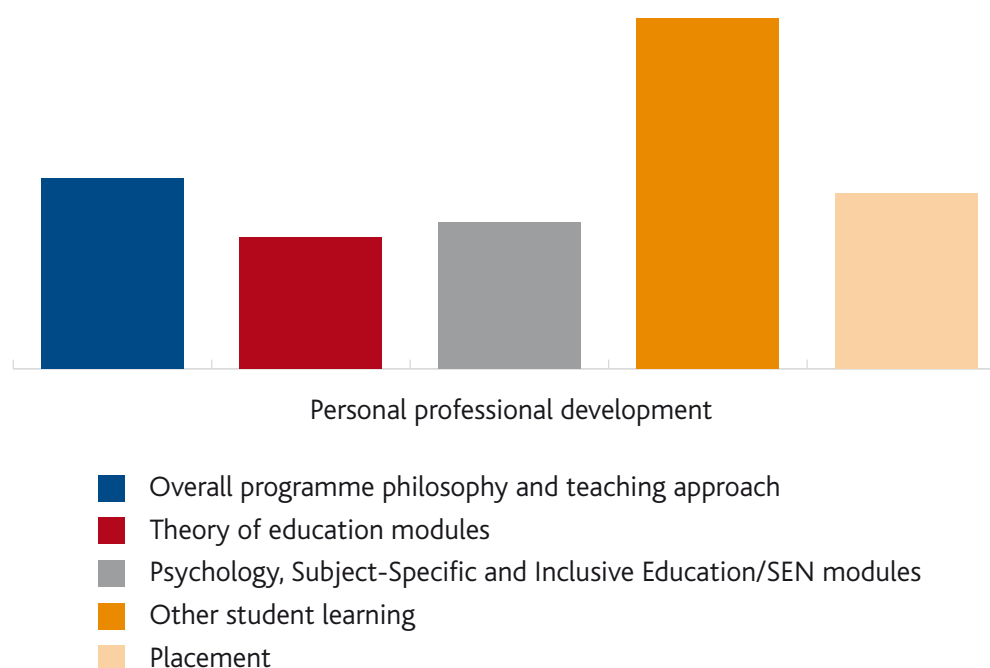 Personal professional development
Overall programme philosophy and teaching approach
Theory of education modules
Psychology, Subject-Specific and Inclusive Education/SEN modules
Other student learning
Placement